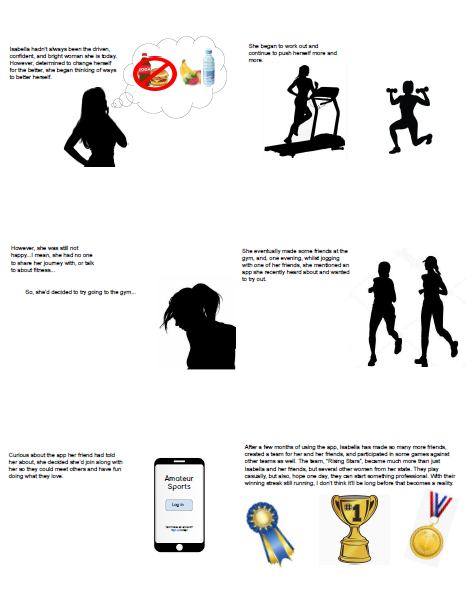 Isabella hadn't always been the driven,
confident, and bright woman she is today.
However, determined to change herself
for the better, she began thinking of ways
to better herself.
She began to work out and
continue to push herself more and
more.
However, she was still not
happy...I mean, she had no one
to share her journey with, or talk
to about fitness...
So, she'd decided to try going to the gym...
She eventually made some friends at the
gym, and, one evening, whilst jogging
with one of her friends, she mentioned an
app she recently heard about and wanted
to try out.
Curious about the app her friend had told
her about, she decided she'd join along with
her so they could meet others and have fun
doing what they love.
Amateur
Sports
Log in
After a few months of using the app, Isabella has made so many more friends,
created a team for her and her friends, and participated in some games against
other teams as well. The team, "Rising Stars", became much more than just
Isabella and her friends, but several other women from her state. They play
casually, but also, hope one day, they can start something professional. With their
winning streak still running, I don't think it'll be long before that becomes a reality.
#1